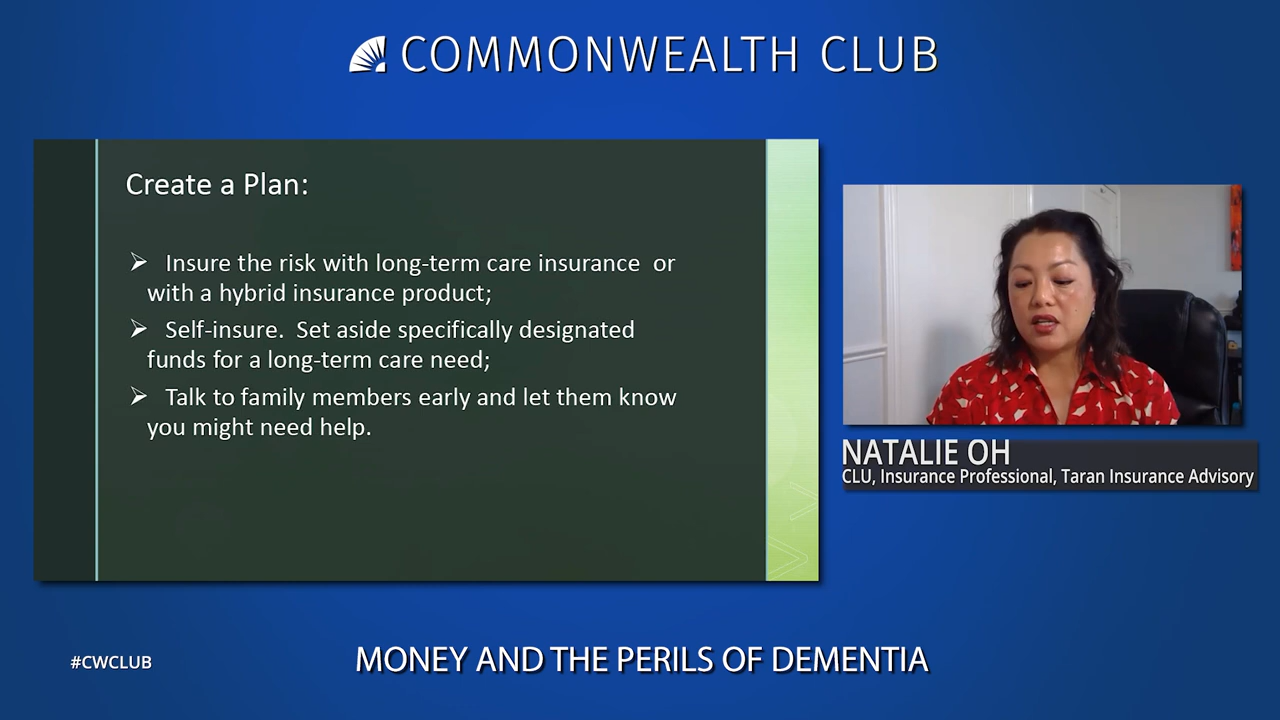 COMMONWEALTH CLUB
Create a Plan:
➢ Insure the risk with long-term care insurance or
with a hybrid insurance product;
➢ Self-insure. Set aside specifically designated
funds for a long-term care need;
➢ Talk to family members early and let them know
you might need help.
NATALIE OH
CLU, Insurance Professional, Taran Insurance Advisory
#CWCLUB
MONEY AND THE PERILS OF DEMENTIA